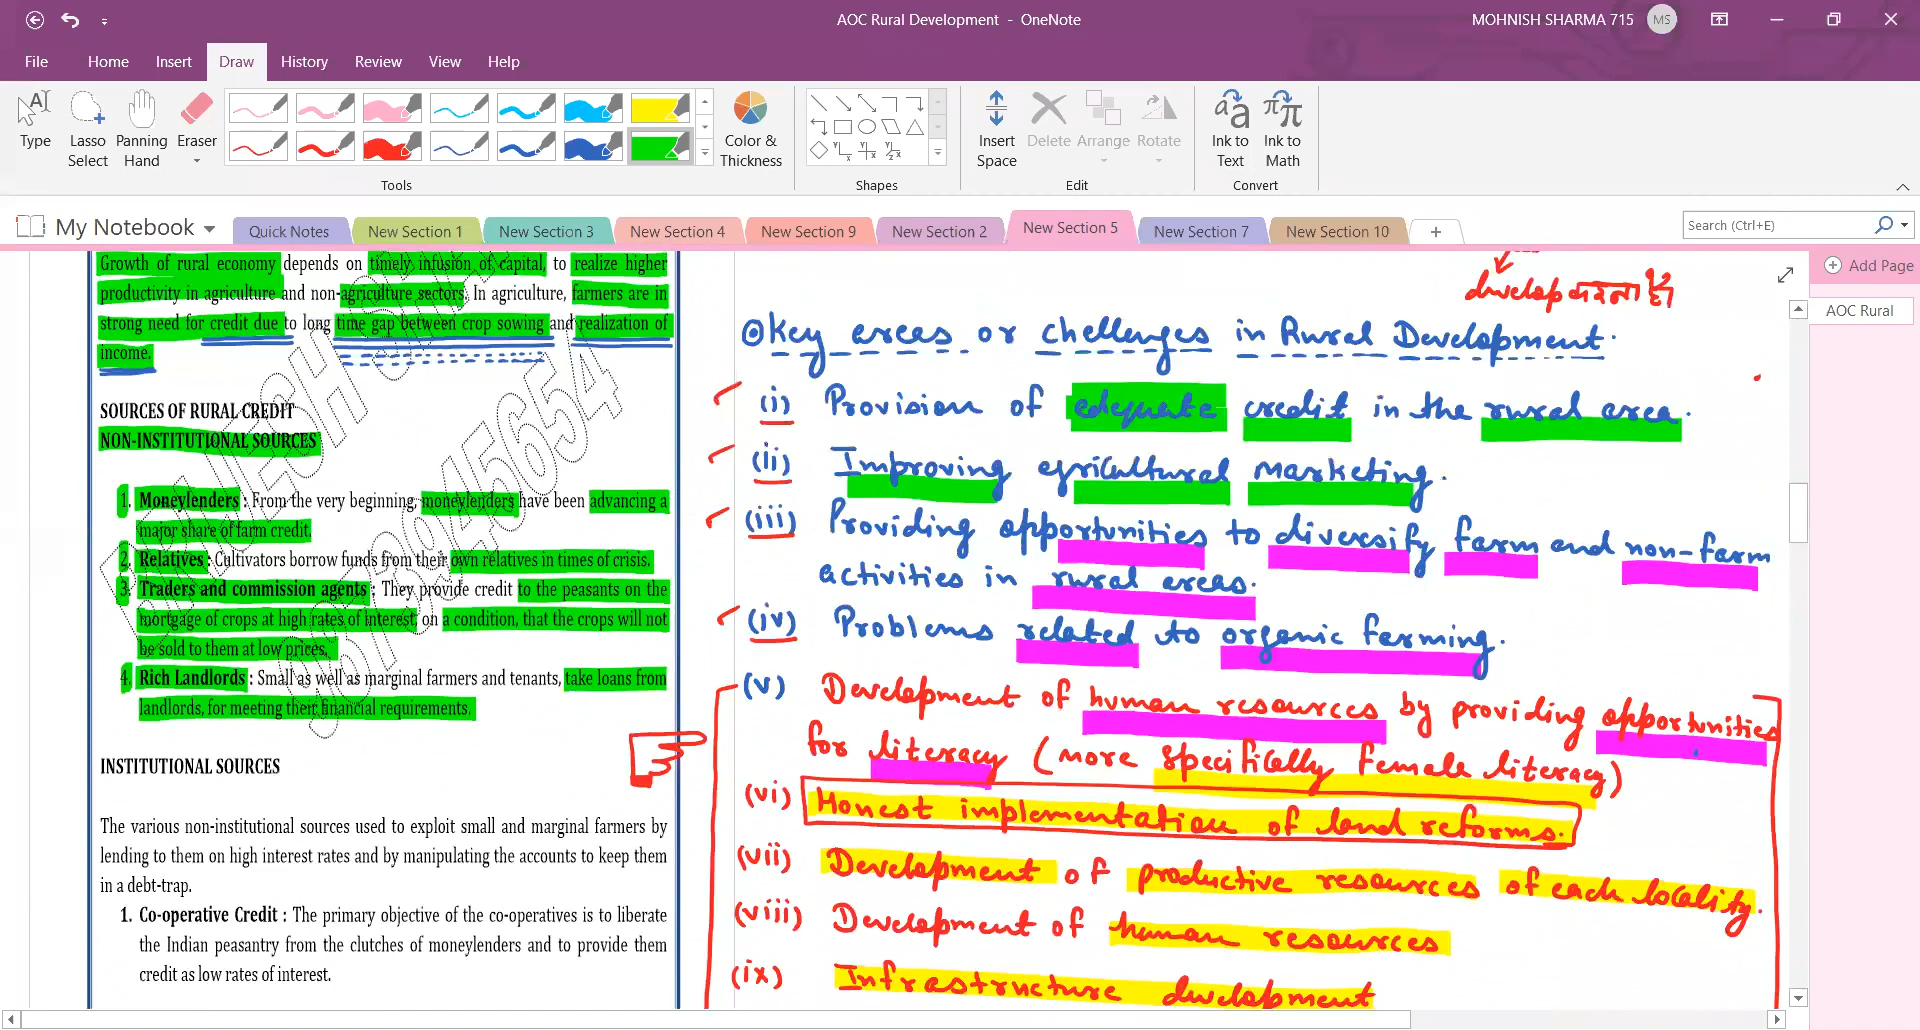 AOC Rural Development - OneNote
MOHNISH SHARMA 715 MS
File Home Insert Draw History Review View Help
Type
Lasso Select
Panning Hand
Eraser
Color & Thickness
Insert Space
Delete
Arrange
Rotate
Ink to Text
Ink to Math
Tools Shapes Edit Convert
My Notebook
Quick Notes New Section 1 New Section 3 New Section 4 New Section 9 New Section 2 New Section 5 New Section 7 New Section 10 +
Search (Ctrl+E)
Add Page
AOC Rural
Growth of rural economy depends on timely infusion of capital, to realize higher
productivity in agriculture and non-agriculture sectors. In agriculture, farmers are in
strong need for credit due to long time gap between crop sowing and realization of
income.
SOURCES OF RURAL CREDIT
NON-INSTITUTIONAL SOURCES
1. Moneylenders : From the very beginning, moneylenders have been advancing a
major share of farm credit.
2. Relatives : Cultivators borrow funds from their own relatives in times of crisis.
3. Traders and commission agents : They provide credit to the peasants on the
mortgage of crops at high rates of interest, on a condition, that the crops will not
be sold to them at low prices.
4. Rich Landlords : Small as well as marginal farmers and tenants, take loans from
landlords, for meeting their financial requirements.
INSTITUTIONAL SOURCES
The various non-institutional sources used to exploit small and marginal farmers by
lending to them on high interest rates and by manipulating the accounts to keep them
in a debt-trap.
1. Co-operative Credit : The primary objective of the co-operatives is to liberate
the Indian peasantry from the clutches of moneylenders and to provide them
credit as low rates of interest.
Key areas or challenges in Rural Development.
(i) Provision of adequate credit in the rural area.
(ii) Improving agricultural marketing.
(iii) Providing opportunities to diversify farm and non-farm
activities in rural areas.
(iv) Problems related to organic farming.
(v) Development of human resources by providing opportunities
for literacy (more specifically female literacy)
(vi) Honest implementation of land reforms.
(vii) Development of productive resources of each locality.
(viii) Development of human resources
(ix) Infrastructure development